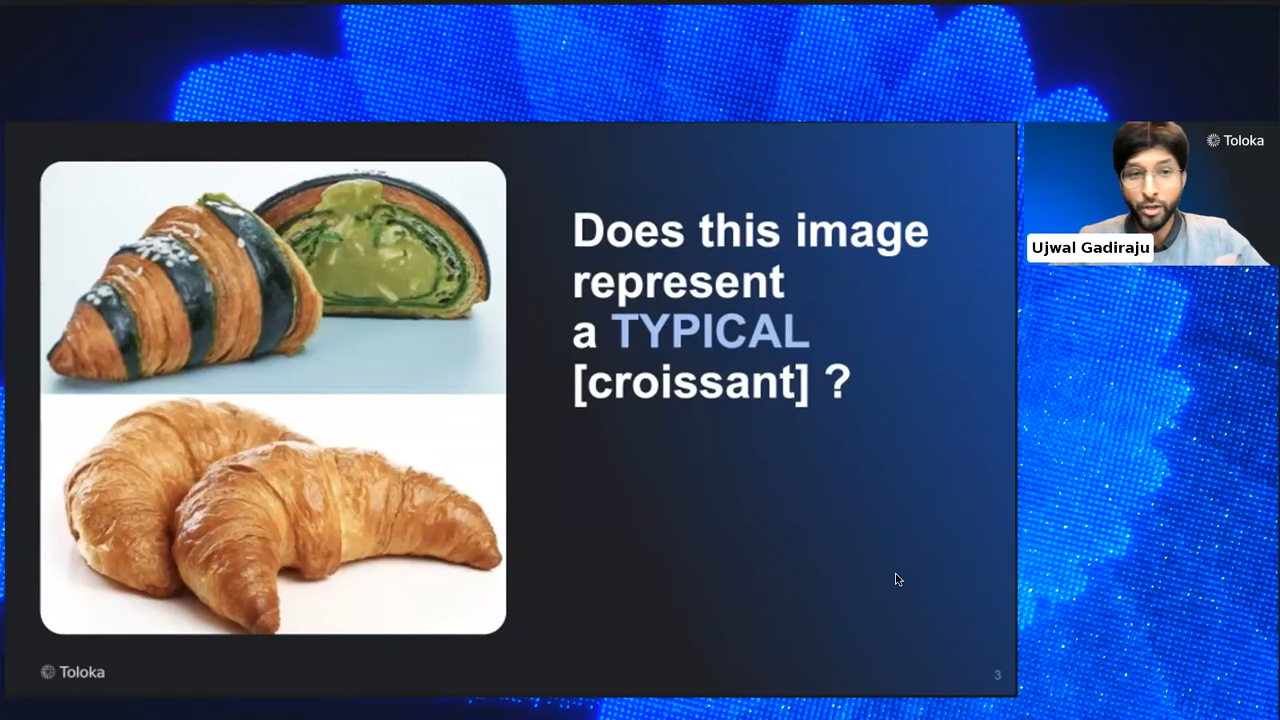 Does this image
represent
a TYPICAL
[croissant] ?
Toloka
3
Toloka
Ujwal Gadiraju